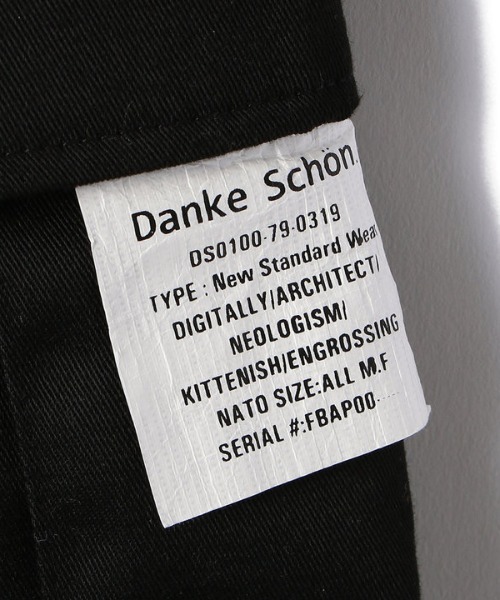 Danke Schön.
DS0100-79-0319
TYPE : New Standard Wear
DIGITALLY/ARCHITECT/
NEOLOGISM/
KITTENISH/ENGROSSING
NATO SIZE:ALL M.F
SERIAL #:FBAP00-